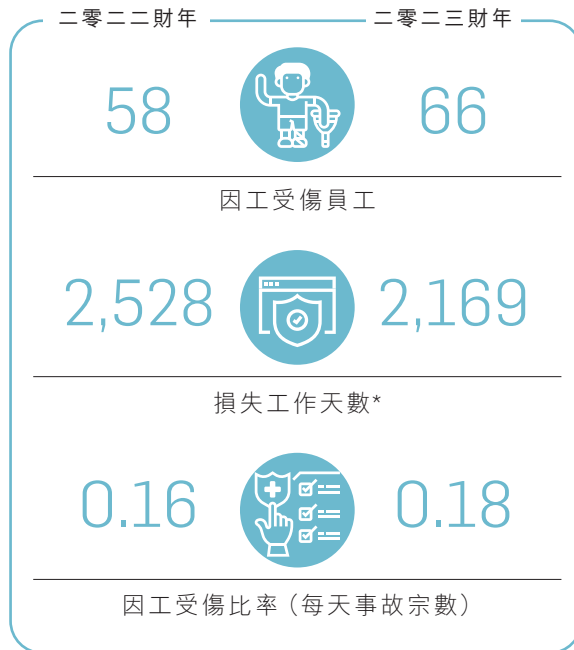 二零二二財年 二零二三財年
58 66
因工受傷員工
2,528 2,169
損失工作天數*
0.16 0.18
因工受傷比率（每天事故宗數）